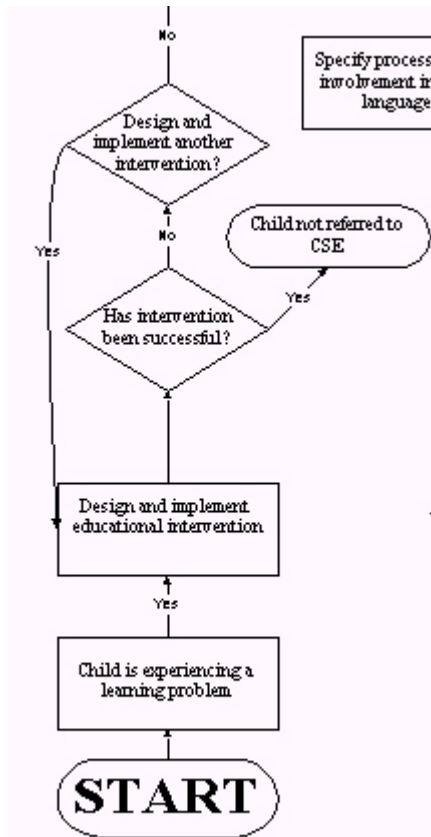 No
Specify process
involvement in
language
Design and
implement another
intervention?
Yes
No
Child not referred to
CSE
Yes
Has intervention
been successful?
Design and implement
educational intervention
Yes
Child is experiencing a
learning problem
START